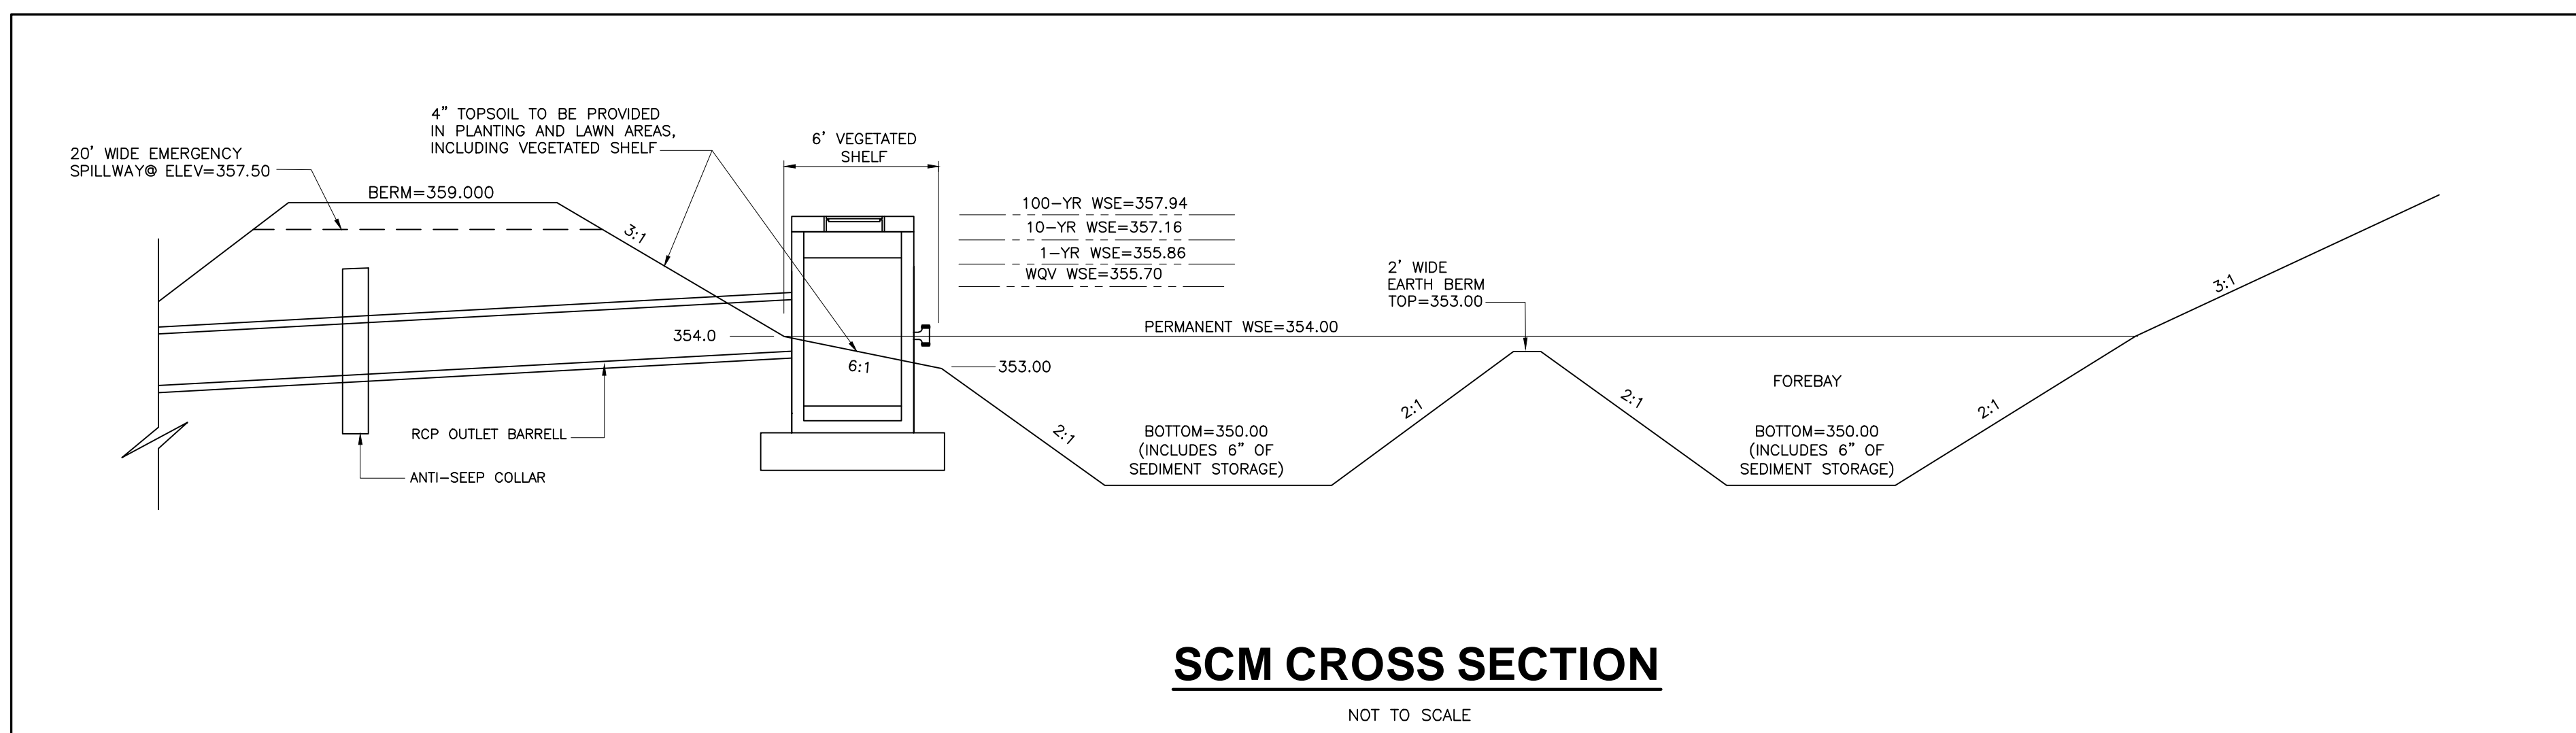 4” TOPSOIL TO BE PROVIDED
IN PLANTING AND LAWN AREAS,
INCLUDING VEGETATED SHELF
20’ WIDE EMERGENCY
SPILLWAY@ ELEV=357.50
BERM=359.000
3:1
6’ VEGETATED
SHELF
100-YR WSE=357.94
10-YR WSE=357.16
1-YR WSE=355.86
WQV WSE=355.70
2’ WIDE
EARTH BERM
TOP=353.00
3:1
354.0
PERMANENT WSE=354.00
6:1
353.00
FOREBAY
RCP OUTLET BARRELL
ANTI-SEEP COLLAR
2:1
BOTTOM=350.00
(INCLUDES 6” OF
SEDIMENT STORAGE)
2:1
2:1
BOTTOM=350.00
(INCLUDES 6” OF
SEDIMENT STORAGE)
2:1
SCM CROSS SECTION
NOT TO SCALE